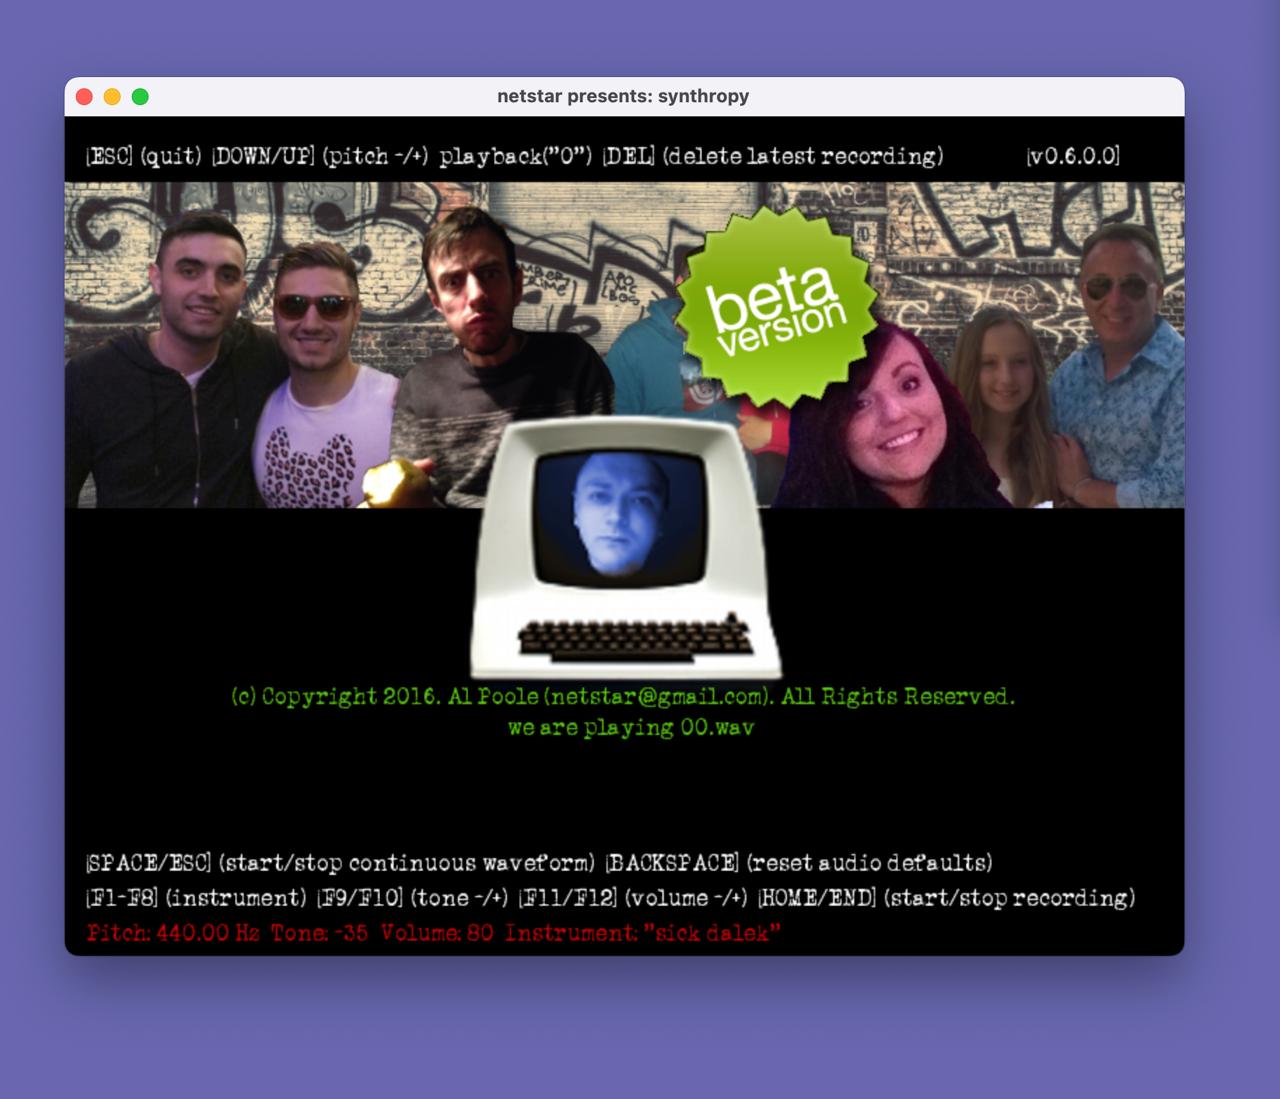 netstar presents: synthropy
[ESC] (quit) [DOWN/UP] (pitch -/+) playback("0") [DEL] (delete latest recording) [v0.6.0.0]
beta
version
(c) Copyright 2016. Al Poole (netstar@gmail.com). All Rights Reserved.
we are playing 00.wav
[SPACE/ESC] (start/stop continuous waveform) [BACKSPACE] (reset audio defaults)
[F1-F8] (instrument) [F9/F10] (tone -/+) [F11/F12] (volume -/+) [HOME/END] (start/stop recording)
Pitch: 440.00 Hz Tone: -35 Volume: 80 Instrument: "sick dalek"